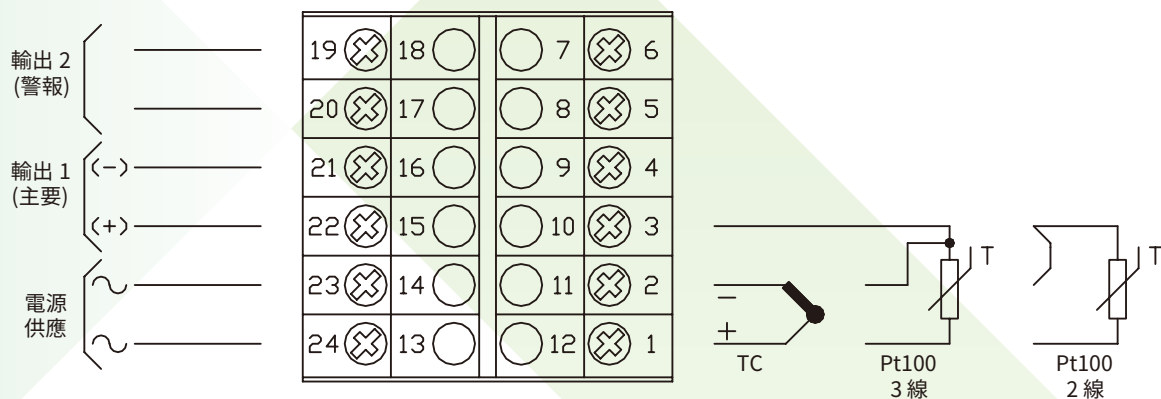 輸出 2
(警報)
輸出 1
(主要)
(−)
(+)
電源
供應
19 18 7 6
20 17 8 5
21 16 9 4
22 15 10 3
23 14 11 2
24 13 12 1
−
+
TC
T
Pt100
3 線
T
Pt100
2 線